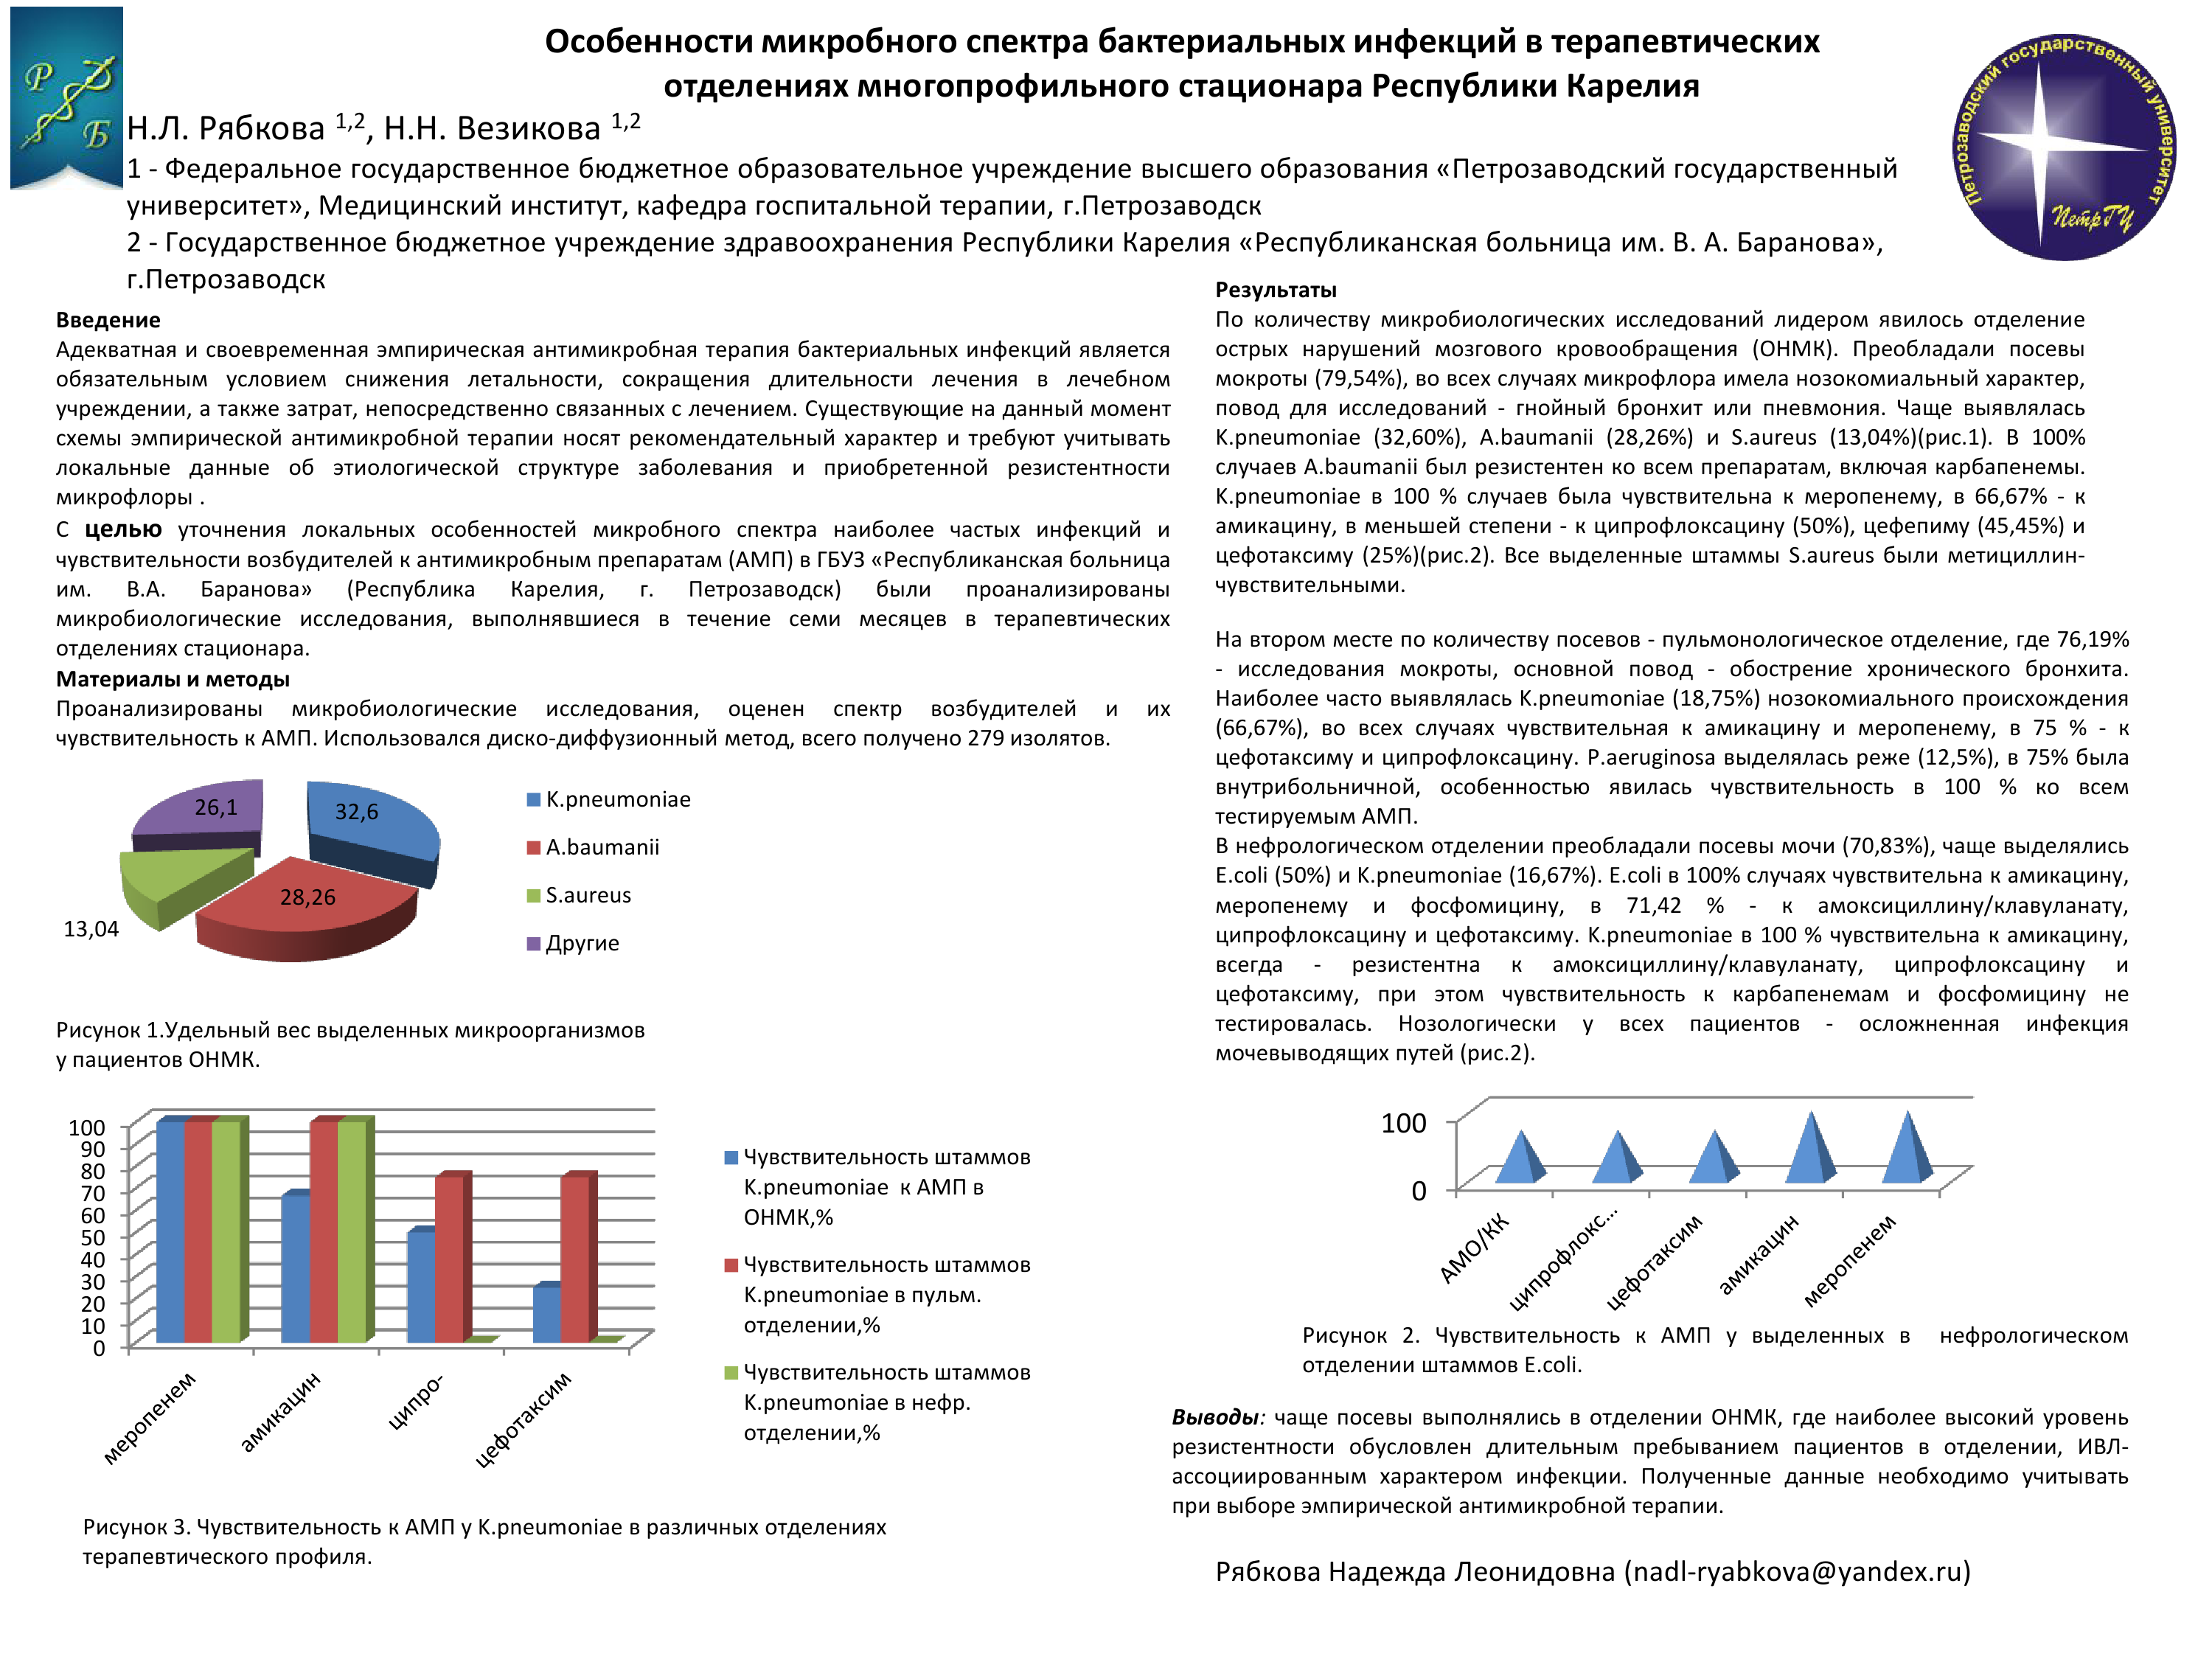 Особенности микробного спектра бактериальных инфекций в терапевтических
отделениях многопрофильного стационара Республики Карелия
Р
Б
Петрозаводский государственный университет
ПетрГУ
Н.Л. Рябкова 1,2, Н.Н. Везикова 1,2
1 - Федеральное государственное бюджетное образовательное учреждение высшего образования «Петрозаводский государственный
университет», Медицинский институт, кафедра госпитальной терапии, г.Петрозаводск
2 - Государственное бюджетное учреждение здравоохранения Республики Карелия «Республиканская больница им. В. А. Баранова»,
г.Петрозаводск
Введение
Адекватная и своевременная эмпирическая антимикробная терапия бактериальных инфекций является
обязательным условием снижения летальности, сокращения длительности лечения в лечебном
учреждении, а также затрат, непосредственно связанных с лечением. Существующие на данный момент
схемы эмпирической антимикробной терапии носят рекомендательный характер и требуют учитывать
локальные данные об этиологической структуре заболевания и приобретенной резистентности
микрофлоры .
С целью уточнения локальных особенностей микробного спектра наиболее частых инфекций и
чувствительности возбудителей к антимикробным препаратам (АМП) в ГБУЗ «Республиканская больница
им. В.А. Баранова» (Республика Карелия, г. Петрозаводск) были проанализированы
микробиологические исследования, выполнявшиеся в течение семи месяцев в терапевтических
отделениях стационара.
Материалы и методы
Проанализированы микробиологические исследования, оценен спектр возбудителей и их
чувствительность к АМП. Использовался диско-диффузионный метод, всего получено 279 изолятов.
26,1
32,6
28,26
13,04
K.pneumoniae
A.baumanii
S.aureus
Другие
Рисунок 1.Удельный вес выделенных микроорганизмов
у пациентов ОНМК.
100
90
80
70
60
50
40
30
20
10
0
меропенем
амикацин
ципро-
цефотаксим
Чувствительность штаммов
K.pneumoniae к АМП в
ОНМК,%
Чувствительность штаммов
K.pneumoniae в пульм.
отделении,%
Чувствительность штаммов
K.pneumoniae в нефр.
отделении,%
Рисунок 3. Чувствительность к АМП у K.pneumoniae в различных отделениях
терапевтического профиля.
Результаты
По количеству микробиологических исследований лидером явилось отделение
острых нарушений мозгового кровообращения (ОНМК). Преобладали посевы
мокроты (79,54%), во всех случаях микрофлора имела нозокомиальный характер,
повод для исследований - гнойный бронхит или пневмония. Чаще выявлялась
K.pneumoniae (32,60%), A.baumanii (28,26%) и S.aureus (13,04%)(рис.1). В 100%
случаев A.baumanii был резистентен ко всем препаратам, включая карбапенемы.
K.pneumoniae в 100 % случаев была чувствительна к меропенему, в 66,67% - к
амикацину, в меньшей степени - к ципрофлоксацину (50%), цефепиму (45,45%) и
цефотаксиму (25%)(рис.2). Все выделенные штаммы S.aureus были метициллин-
чувствительными.
На втором месте по количеству посевов - пульмонологическое отделение, где 76,19%
- исследования мокроты, основной повод - обострение хронического бронхита.
Наиболее часто выявлялась K.pneumoniae (18,75%) нозокомиального происхождения
(66,67%), во всех случаях чувствительная к амикацину и меропенему, в 75 % - к
цефотаксиму и ципрофлоксацину. P.aeruginosa выделялась реже (12,5%), в 75% была
внутрибольничной, особенностью явилась чувствительность в 100 % ко всем
тестируемым АМП.
В нефрологическом отделении преобладали посевы мочи (70,83%), чаще выделялись
E.coli (50%) и K.pneumoniae (16,67%). E.coli в 100% случаях чувствительна к амикацину,
меропенему и фосфомицину, в 71,42 % - к амоксициллину/клавуланату,
ципрофлоксацину и цефотаксиму. K.pneumoniae в 100 % чувствительна к амикацину,
всегда - резистентна к амоксициллину/клавуланату, ципрофлоксацину и
цефотаксиму, при этом чувствительность к карбапенемам и фосфомицину не
тестировалась. Нозологически у всех пациентов - осложненная инфекция
мочевыводящих путей (рис.2).
100
0
АМО/КК
ципрофлокс...
цефотаксим
амикацин
меропенем
Рисунок 2. Чувствительность к АМП у выделенных в нефрологическом
отделении штаммов E.coli.
Выводы: чаще посевы выполнялись в отделении ОНМК, где наиболее высокий уровень
резистентности обусловлен длительным пребыванием пациентов в отделении, ИВЛ-
ассоциированным характером инфекции. Полученные данные необходимо учитывать
при выборе эмпирической антимикробной терапии.
Рябкова Надежда Леонидовна (nadl-ryabkova@yandex.ru)